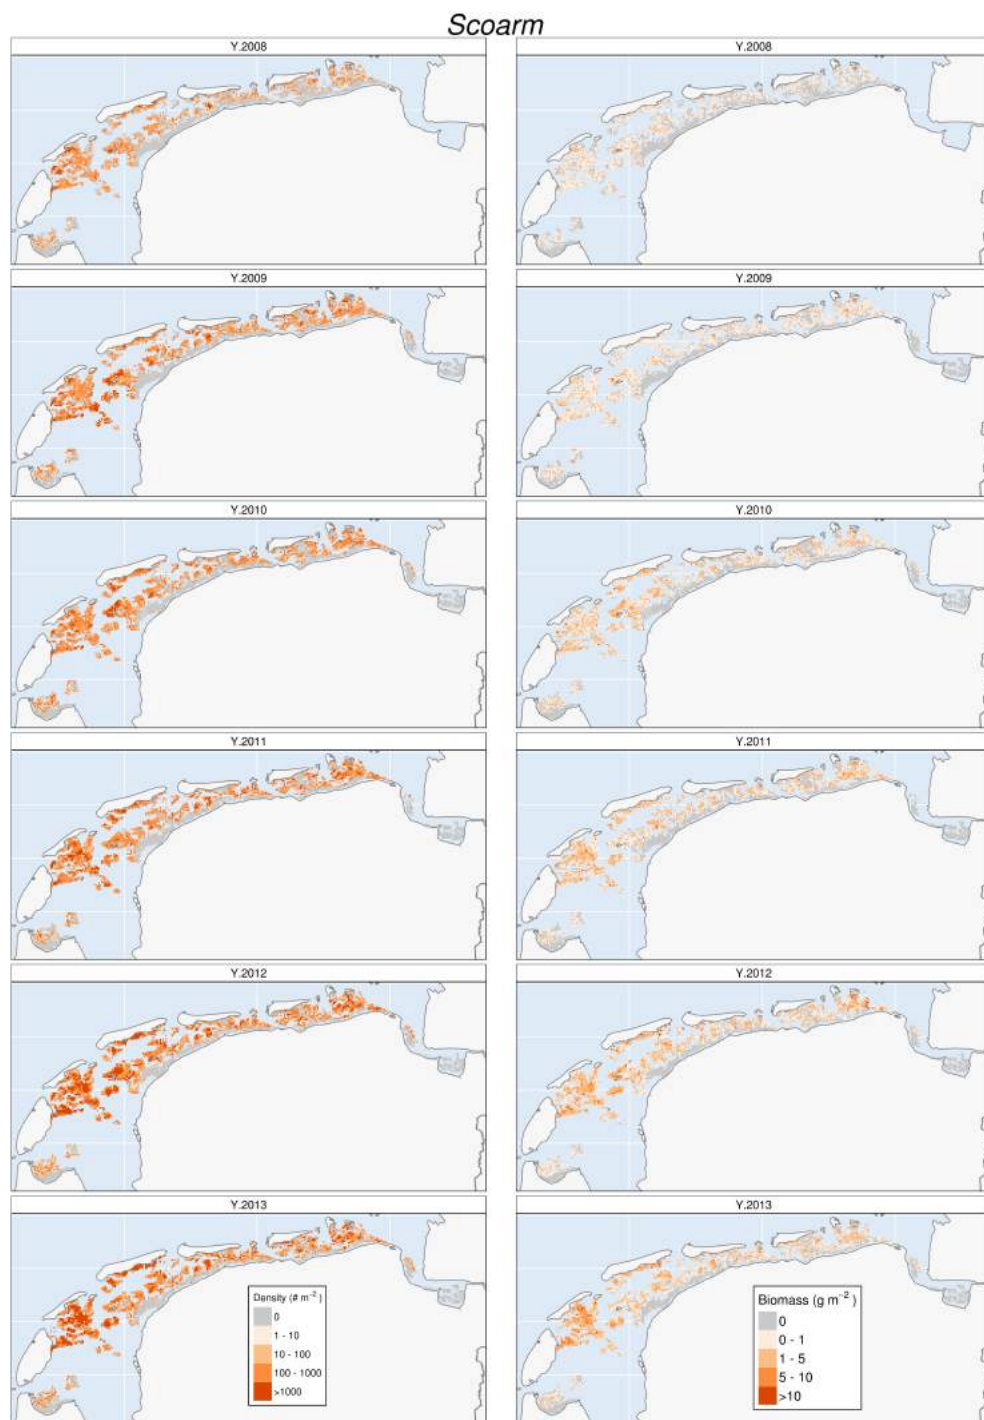 Scoarm
Y.2008
Y.2008
Y.2009
Y.2009
Y.2010
Y.2010
Y.2011
Y.2011
Y.2012
Y.2012
Y.2013
Y.2013
Density (# m⁻²)
0
1 - 10
10 - 100
100 - 1000
>1000
Biomass (g m⁻²)
0
0 - 1
1 - 5
5 - 10
>10